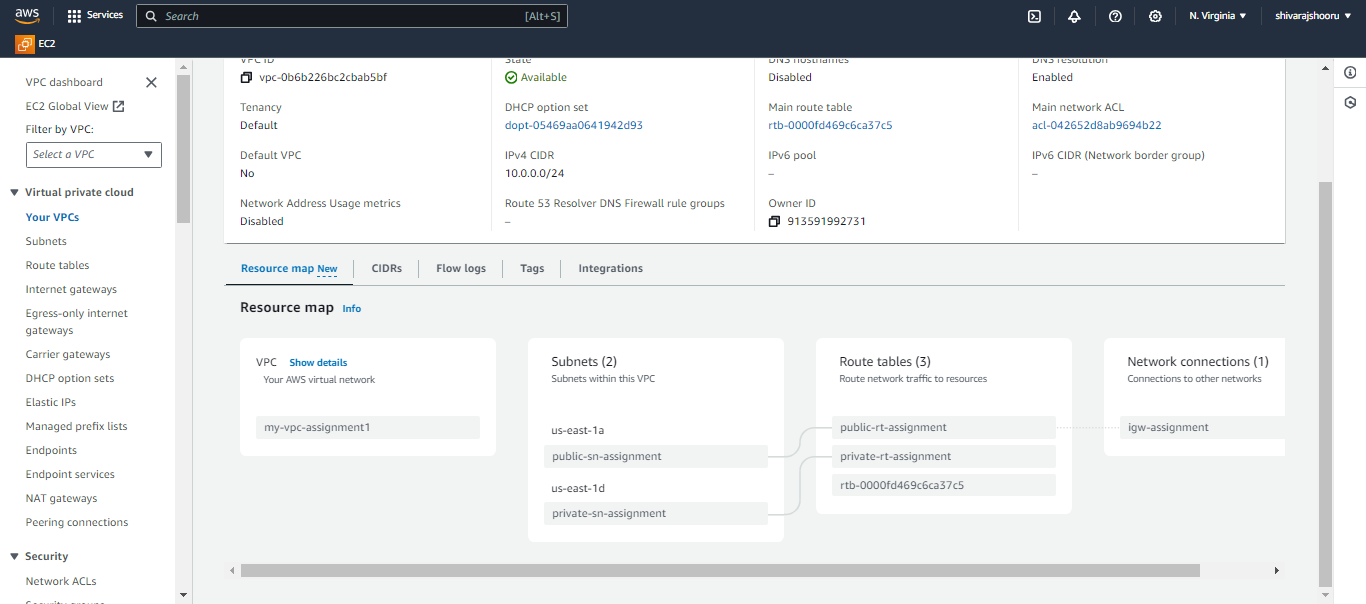 aws
Services
Search
[Alt+S]
N. Virginia
shivarajshooru
EC2
VPC dashboard
EC2 Global View
Filter by VPC:
Select a VPC
Virtual private cloud
Your VPCs
Subnets
Route tables
Internet gateways
Egress-only internet
gateways
Carrier gateways
DHCP option sets
Elastic IPs
Managed prefix lists
Endpoints
Endpoint services
NAT gateways
Peering connections
Security
Network ACLs
Security groups
VPC ID
vpc-0b6b226bc2cbab5bf
State
Available
DNS hostnames
Disabled
DNS resolution
Enabled
Tenancy
Default
DHCP option set
dopt-05469aa0641942d93
Main route table
rtb-0000fd469c6ca37c5
Main network ACL
acl-042652d8ab9694b22
Default VPC
No
IPv4 CIDR
10.0.0.0/24
IPv6 pool
–
IPv6 CIDR (Network border group)
–
Network Address Usage metrics
Disabled
Route 53 Resolver DNS Firewall rule groups
–
Owner ID
913591992731
Resource map New
CIDRs
Flow logs
Tags
Integrations
Resource map Info
VPC Show details
Your AWS virtual network
my-vpc-assignment1
Subnets (2)
Subnets within this VPC
us-east-1a
public-sn-assignment
us-east-1d
private-sn-assignment
Route tables (3)
Route network traffic to resources
public-rt-assignment
private-rt-assignment
rtb-0000fd469c6ca37c5
Network connections (1)
Connections to other networks
igw-assignment